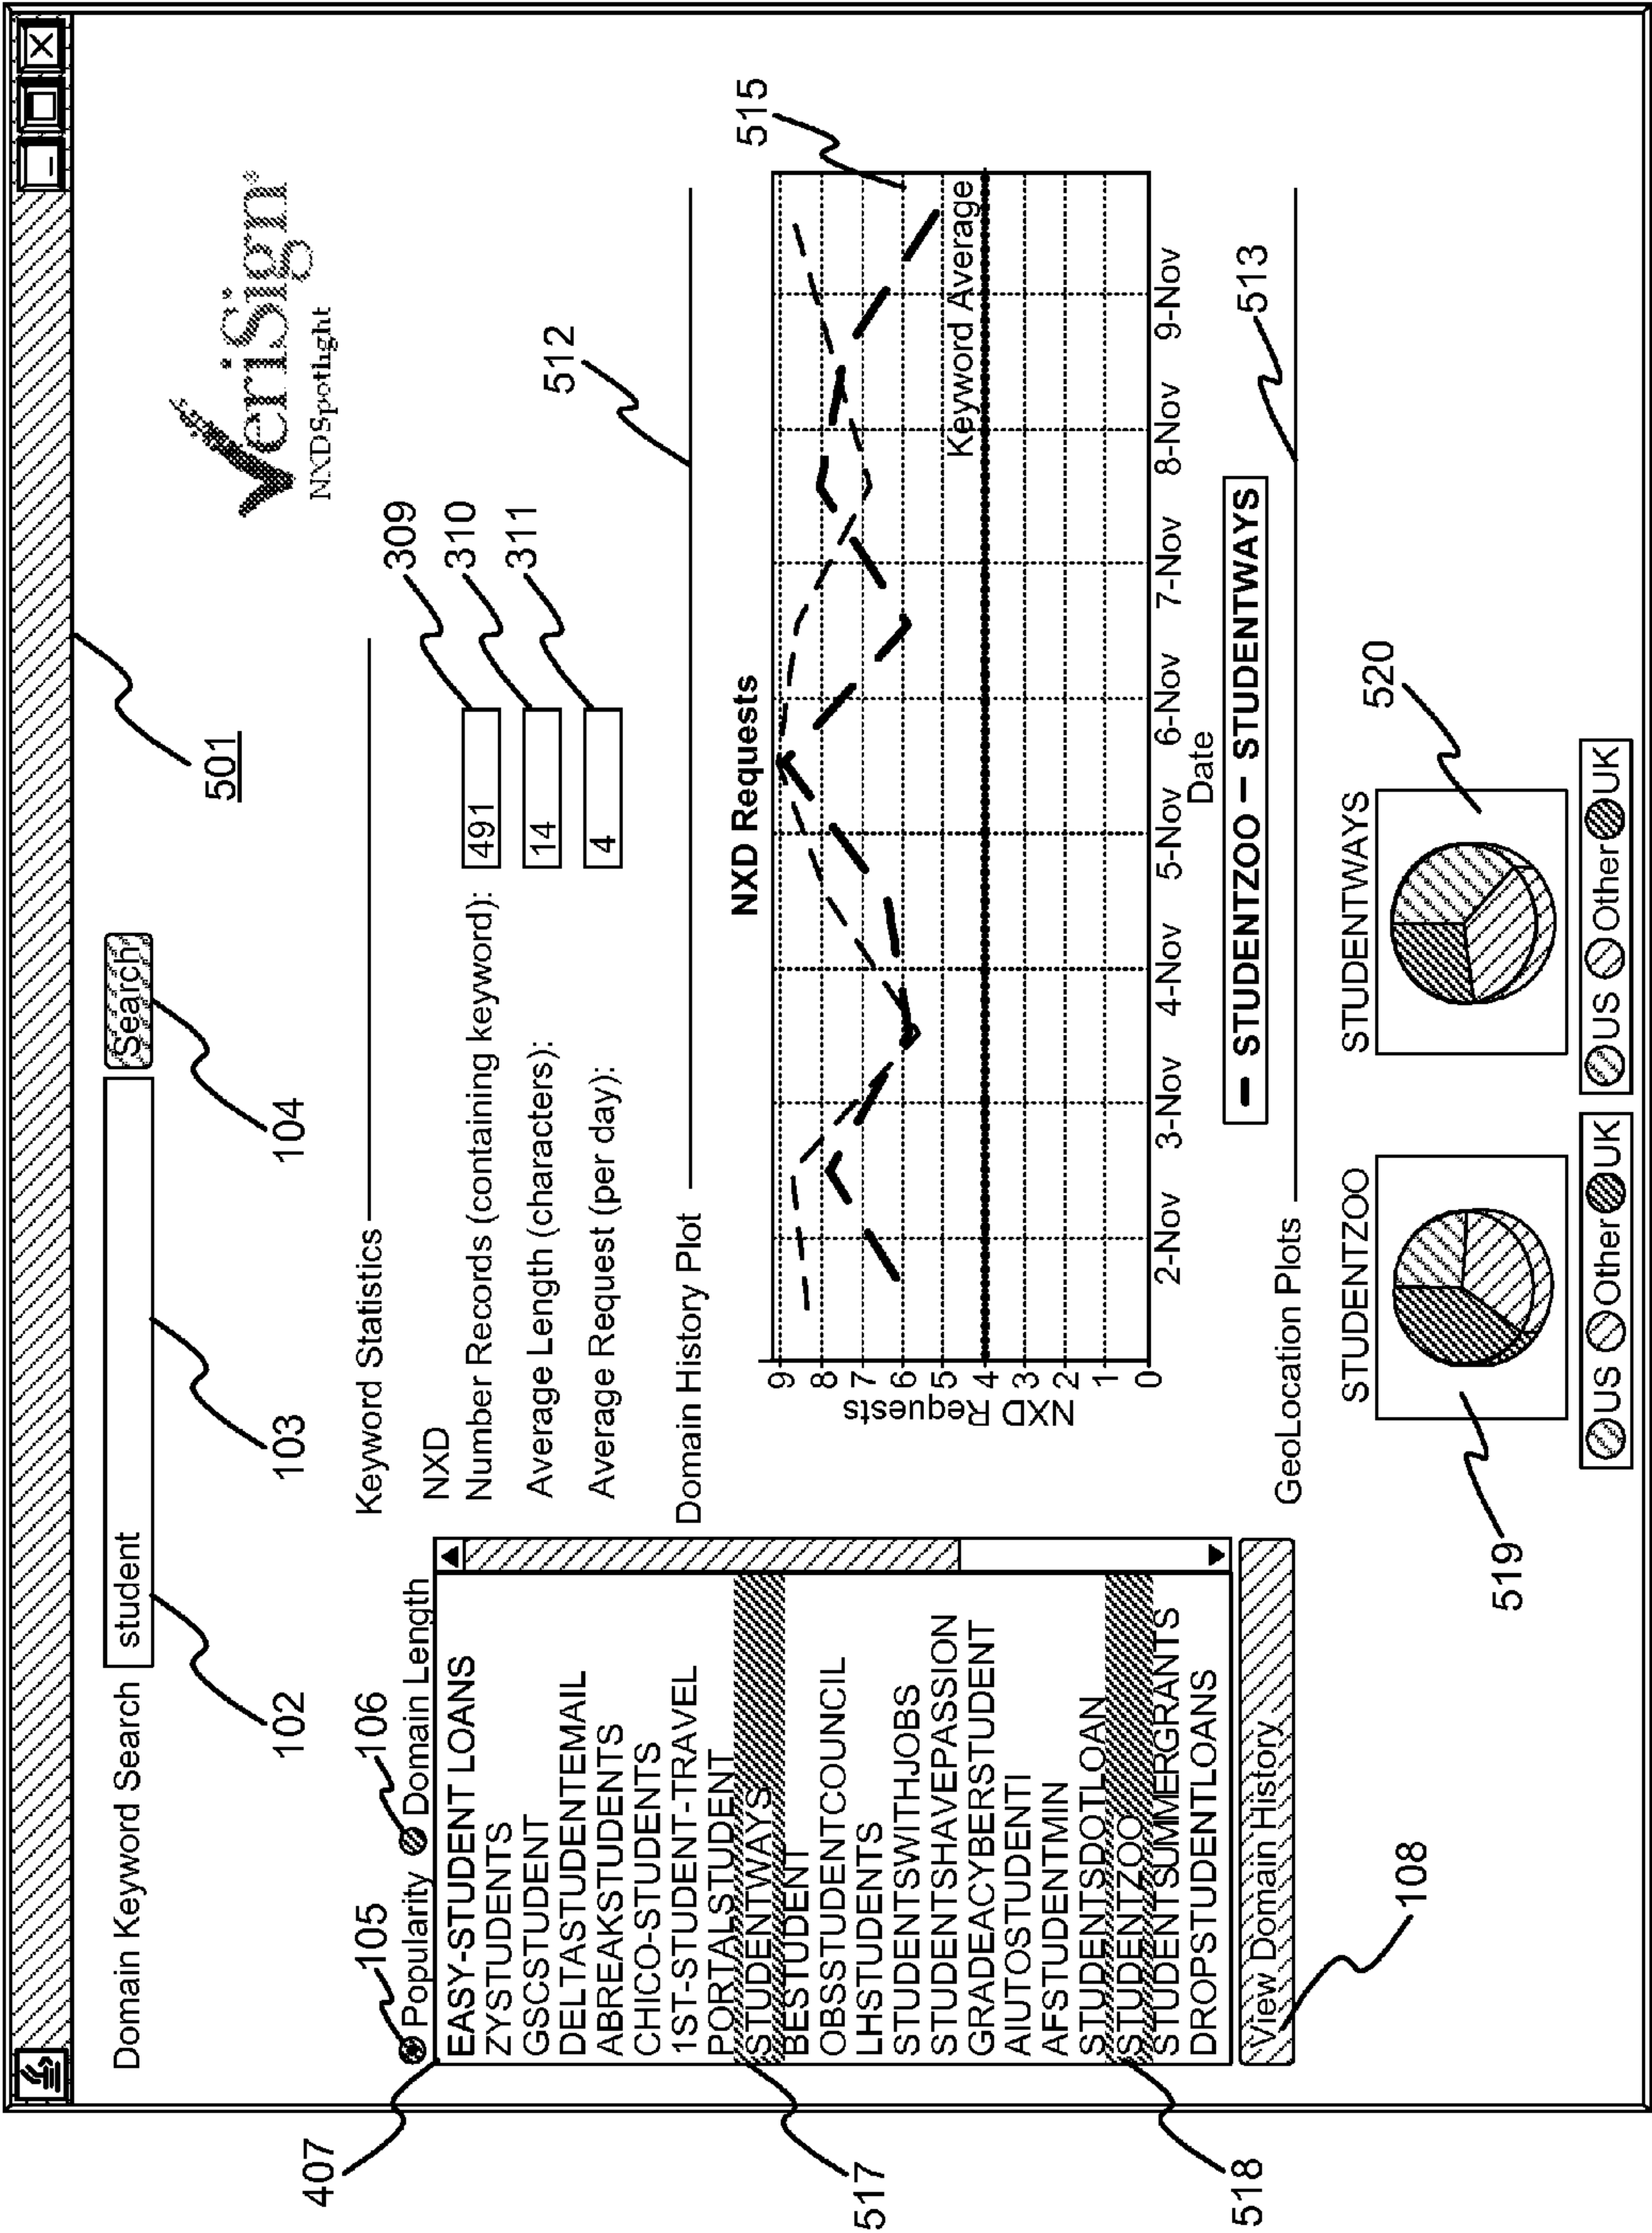 501
Domain Keyword Search
student
Search
102
103
104
VeriSign
NXDSpotlight
105
106
Popularity
Domain Length
407
EASY-STUDENT LOANS
ZYSTUDENTS
GSCSTUDENT
DELTASTUDENTEMAIL
ABREAKSTUDENTS
CHICO-STUDENTS
1ST-STUDENT-TRAVEL
PORTALSTUDENT
STUDENTWAYS
BESTUDENT
OBSSTUDENTCOUNCIL
LHSTUDENTS
STUDENTSWITHJOBS
STUDENTSHAVEPASSION
GRADEACYBERSTUDENT
AIUTOSTUDENTI
AFSTUDENTMIN
STUDENTSDOTLOAN
STUDENTZOO
STUDENTSUMMERGRANTS
DROPSTUDENTLOANS
517
518
View Domain History
108
Keyword Statistics
NXD
Number Records (containing keyword): 491
309
Average Length (characters): 14
310
Average Request (per day): 4
311
Domain History Plot
512
NXD Requests
515
NXD Requests
9
8
7
6
5
4
3
2
1
0
Keyword Average
2-Nov 3-Nov 4-Nov 5-Nov 6-Nov 7-Nov 8-Nov 9-Nov
Date
STUDENTZOO STUDENTWAYS
513
GeoLocation Plots
STUDENTZOO
519
US Other UK
STUDENTWAYS
520
US Other UK